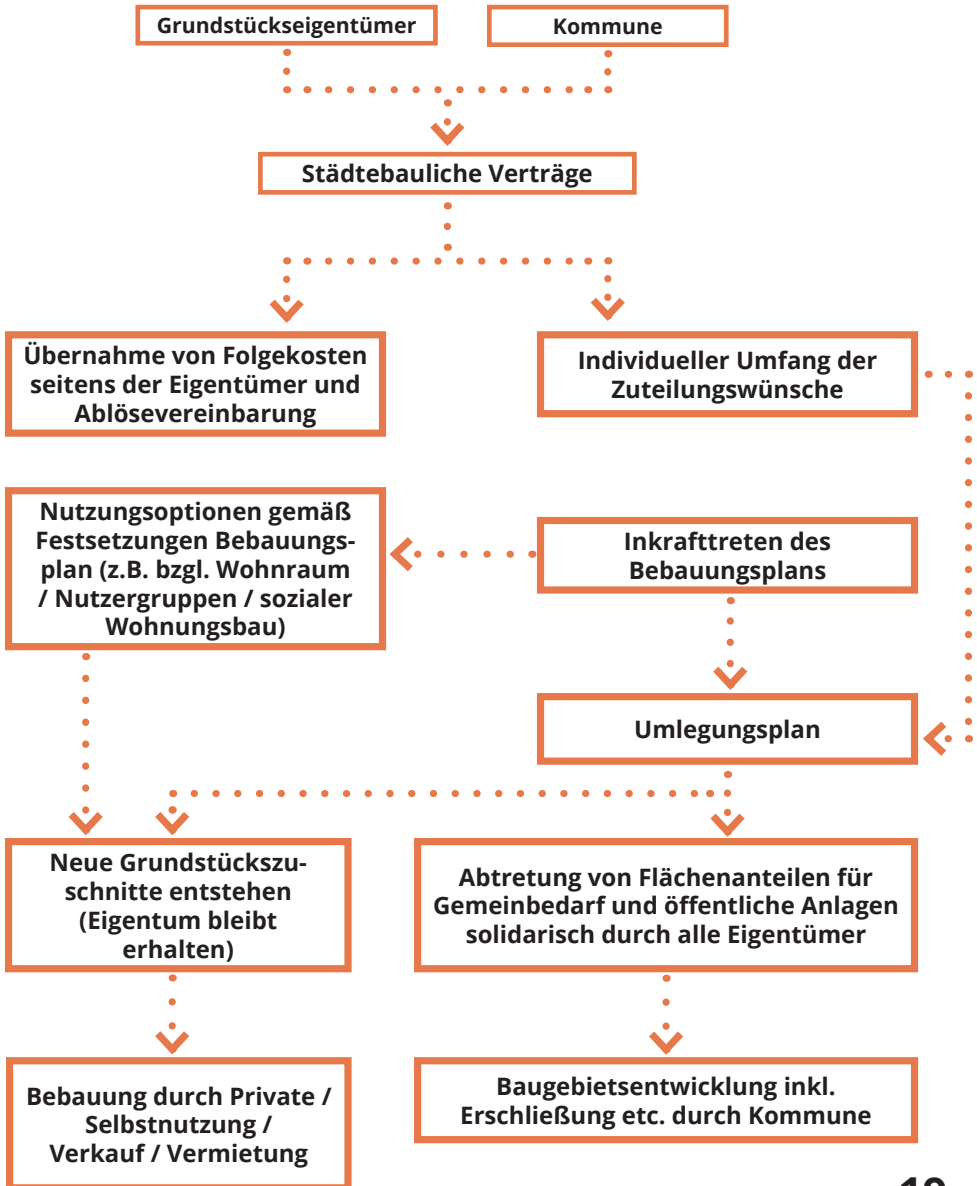 Grundstückseigentümer
Kommune
Städtebauliche Verträge
Übernahme von Folgekosten
seitens der Eigentümer und
Ablösevereinbarung
Individueller Umfang der
Zuteilungswünsche
Nutzungsoptionen gemäß
Festsetzungen Bebauungs-
plan (z.B. bzgl. Wohnraum
/ Nutzergruppen / sozialer
Wohnungsbau)
Inkrafttreten des
Bebauungsplans
Umlegungsplan
Neue Grundstückszu-
schnitte entstehen
(Eigentum bleibt
erhalten)
Abtretung von Flächenanteilen für
Gemeinbedarf und öffentliche Anlagen
solidarisch durch alle Eigentümer
Bebauung durch Private /
Selbstnutzung /
Verkauf / Vermietung
Baugebietsentwicklung inkl.
Erschließung etc. durch Kommune